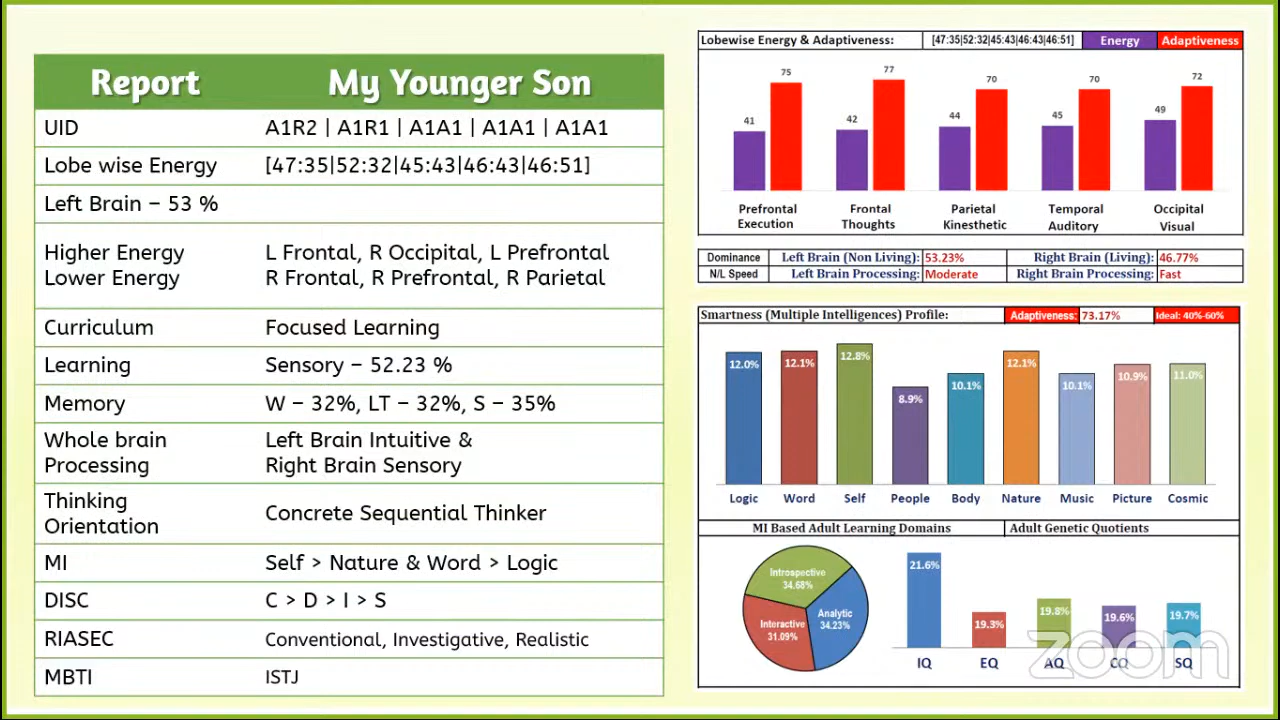 Report My Younger Son
UID A1R2 | A1R1 | A1A1 | A1A1 | A1A1
Lobe wise Energy [47:35|52:32|45:43|46:43|46:51]
Left Brain – 53 %
Higher Energy L Frontal, R Occipital, L Prefrontal
Lower Energy R Frontal, R Prefrontal, R Parietal
Curriculum Focused Learning
Learning Sensory – 52.23 %
Memory W – 32%, LT – 32%, S – 35%
Whole brain Left Brain Intuitive &
Processing Right Brain Sensory
Thinking
Orientation Concrete Sequential Thinker
MI Self > Nature & Word > Logic
DISC C > D > I > S
RIASEC Conventional, Investigative, Realistic
MBTI ISTJ
Lobewise Energy & Adaptiveness: [47:35|52:32|45:43|46:43|46:51] Energy Adaptiveness
41 75 42 77 44 70 45 70 49 72
Prefrontal Frontal Parietal Temporal Occipital
Execution Thoughts Kinesthetic Auditory Visual
Dominance Left Brain (Non Living): 53.23% Right Brain (Living): 46.77%
N/L Speed Left Brain Processing: Moderate Right Brain Processing: Fast
Smartness (Multiple Intelligences) Profile: Adaptiveness: 73.17% Ideal: 40%-60%
12.0% 12.1% 12.8% 8.9% 10.1% 12.1% 10.1% 10.9% 11.0%
Logic Word Self People Body Nature Music Picture Cosmic
MI Based Adult Learning Domains Adult Genetic Quotients
Introspective
34.68%
Analytic
34.23%
Interactive
31.09%
21.6% 19.3% 19.8% 19.6% 19.7%
IQ EQ AQ CQ SQ
zoom